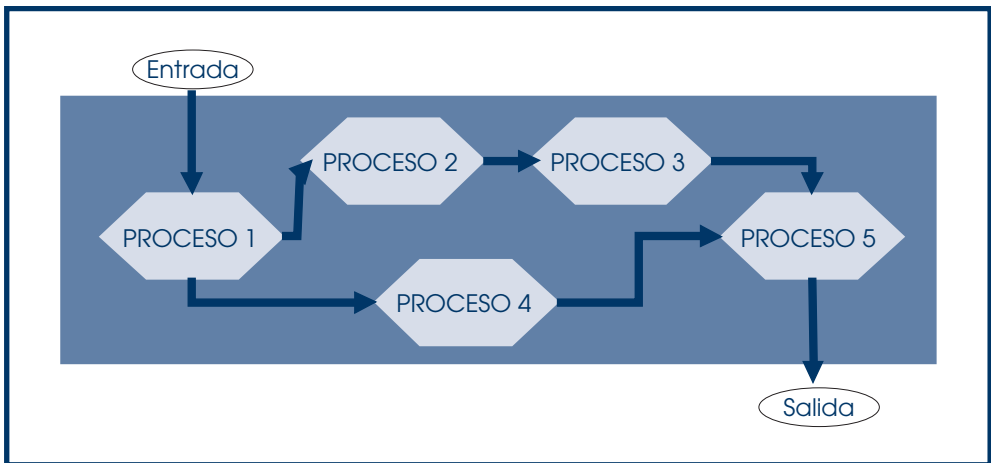 Entrada
PROCESO 2
PROCESO 3
PROCESO 1
PROCESO 5
PROCESO 4
Salida